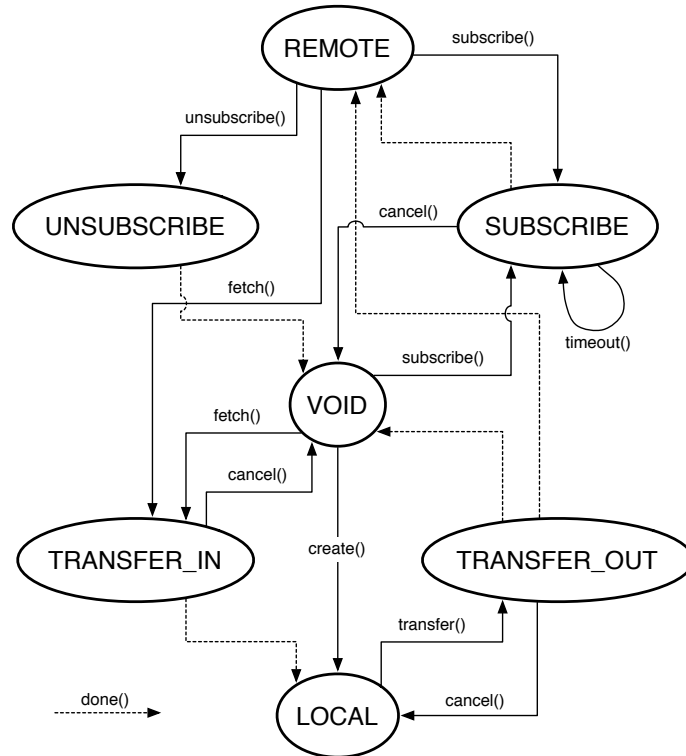 REMOTE
subscribe()
unsubscribe()
UNSUBSCRIBE
cancel()
SUBSCRIBE
fetch()
timeout()
subscribe()
VOID
fetch()
cancel()
TRANSFER_IN
create()
TRANSFER_OUT
transfer()
done()
LOCAL
cancel()